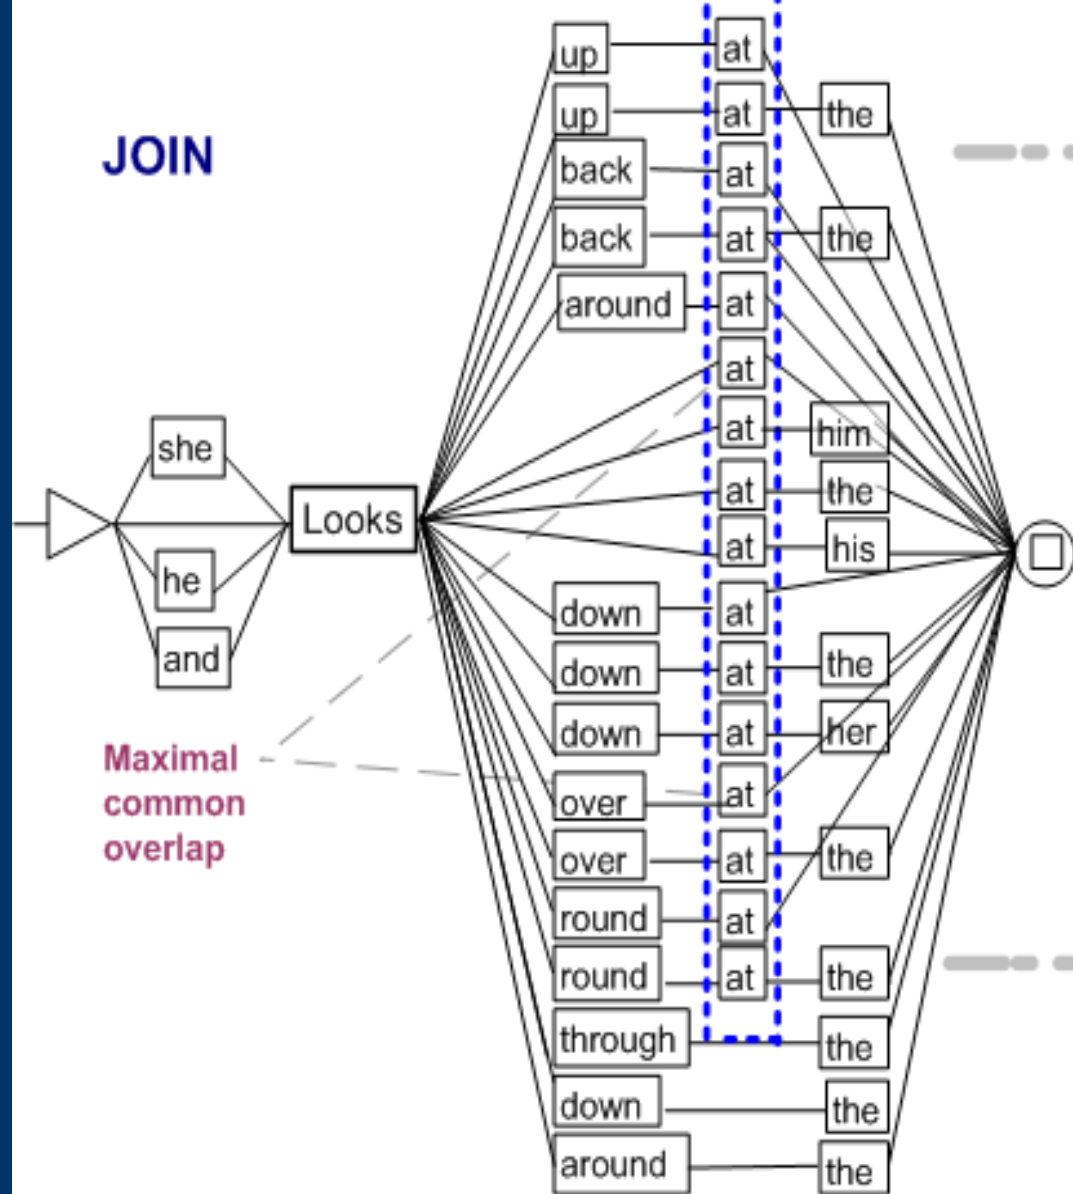 up at
up at the
JOIN
back at
back at the
around at
at
she
at him
Looks
at the
he
at his
and
down at
down at the
down at her
Maximal
common
overlap
over at
over at the
round at
round at the
through the
down the
around the